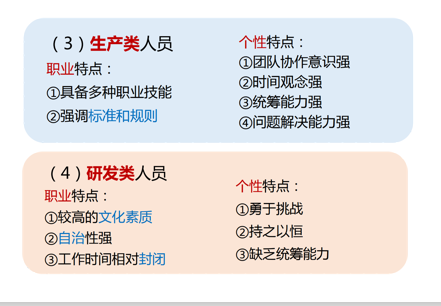 （3）生产类人员
职业特点：
①具备多种职业技能
②强调标准和规则
个性特点：
①团队协作意识强
②时间观念强
③统筹能力强
④问题解决能力强
（4）研发类人员
职业特点：
①较高的文化素质
②自治性强
③工作时间相对封闭
个性特点：
①勇于挑战
②持之以恒
③缺乏统筹能力